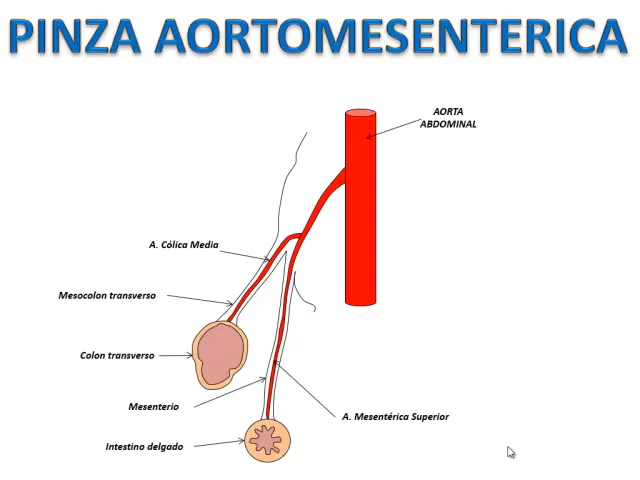 PINZA AORTOMESENTERICA
AORTA
ABDOMINAL
A. Cólica Media
Mesocolon transverso
Colon transverso
Mesenterio
A. Mesentérica Superior
Intestino delgado